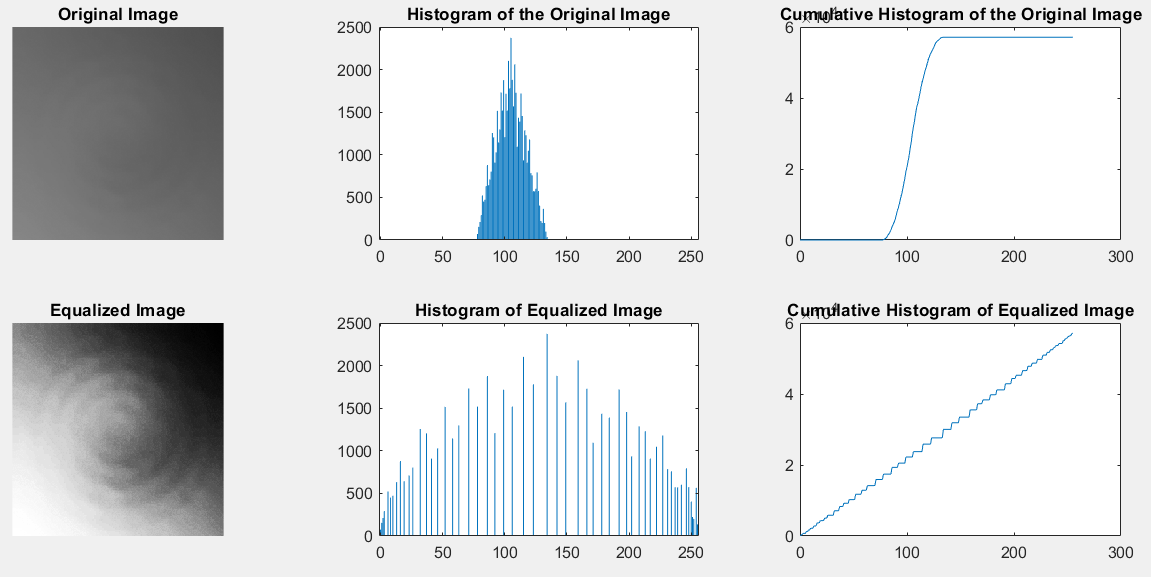 Original Image
Histogram of the Original Image
Cumulative Histogram of the Original Image
2500
2000
1500
1000
500
0
0 50 100 150 200 250
6
4
2
0
0 100 200 300
Equalized Image
Histogram of Equalized Image
Cumulative Histogram of Equalized Image
2500
2000
1500
1000
500
0
0 50 100 150 200 250
6
4
2
0
0 100 200 300